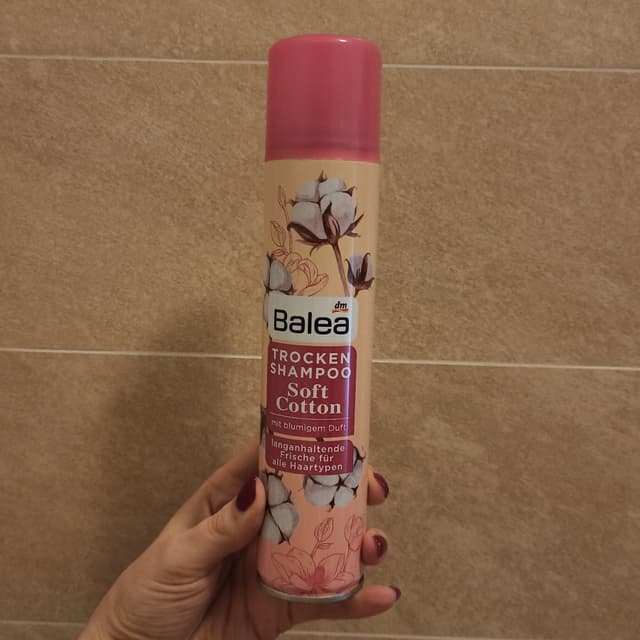 dm
Balea
TROCKEN
SHAMPOO
Soft
Cotton
mit blumigem Duft
langanhaltende
Frische für
alle Haartypen